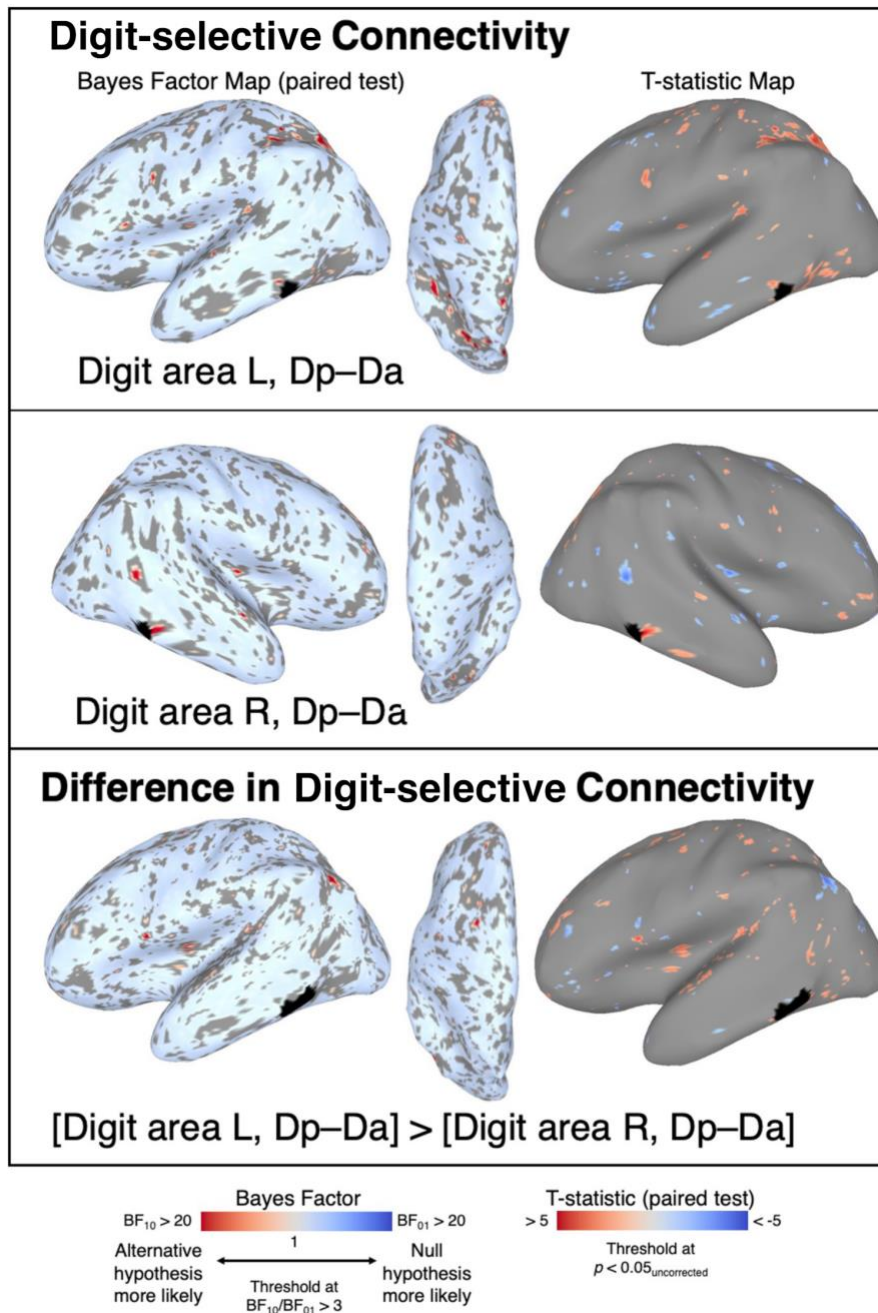 Digit-selective Connectivity
Bayes Factor Map (paired test)
T-statistic Map
Digit area L, Dp–Da
Digit area R, Dp–Da
Difference in Digit-selective Connectivity
[Digit area L, Dp–Da] > [Digit area R, Dp–Da]
Bayes Factor
BF10 > 20
BF01 > 20
1
Alternative
hypothesis
more likely
Null
hypothesis
more likely
Threshold at
BF10/BF01 > 3
T-statistic (paired test)
> 5
< -5
Threshold at
p < 0.05uncorrected